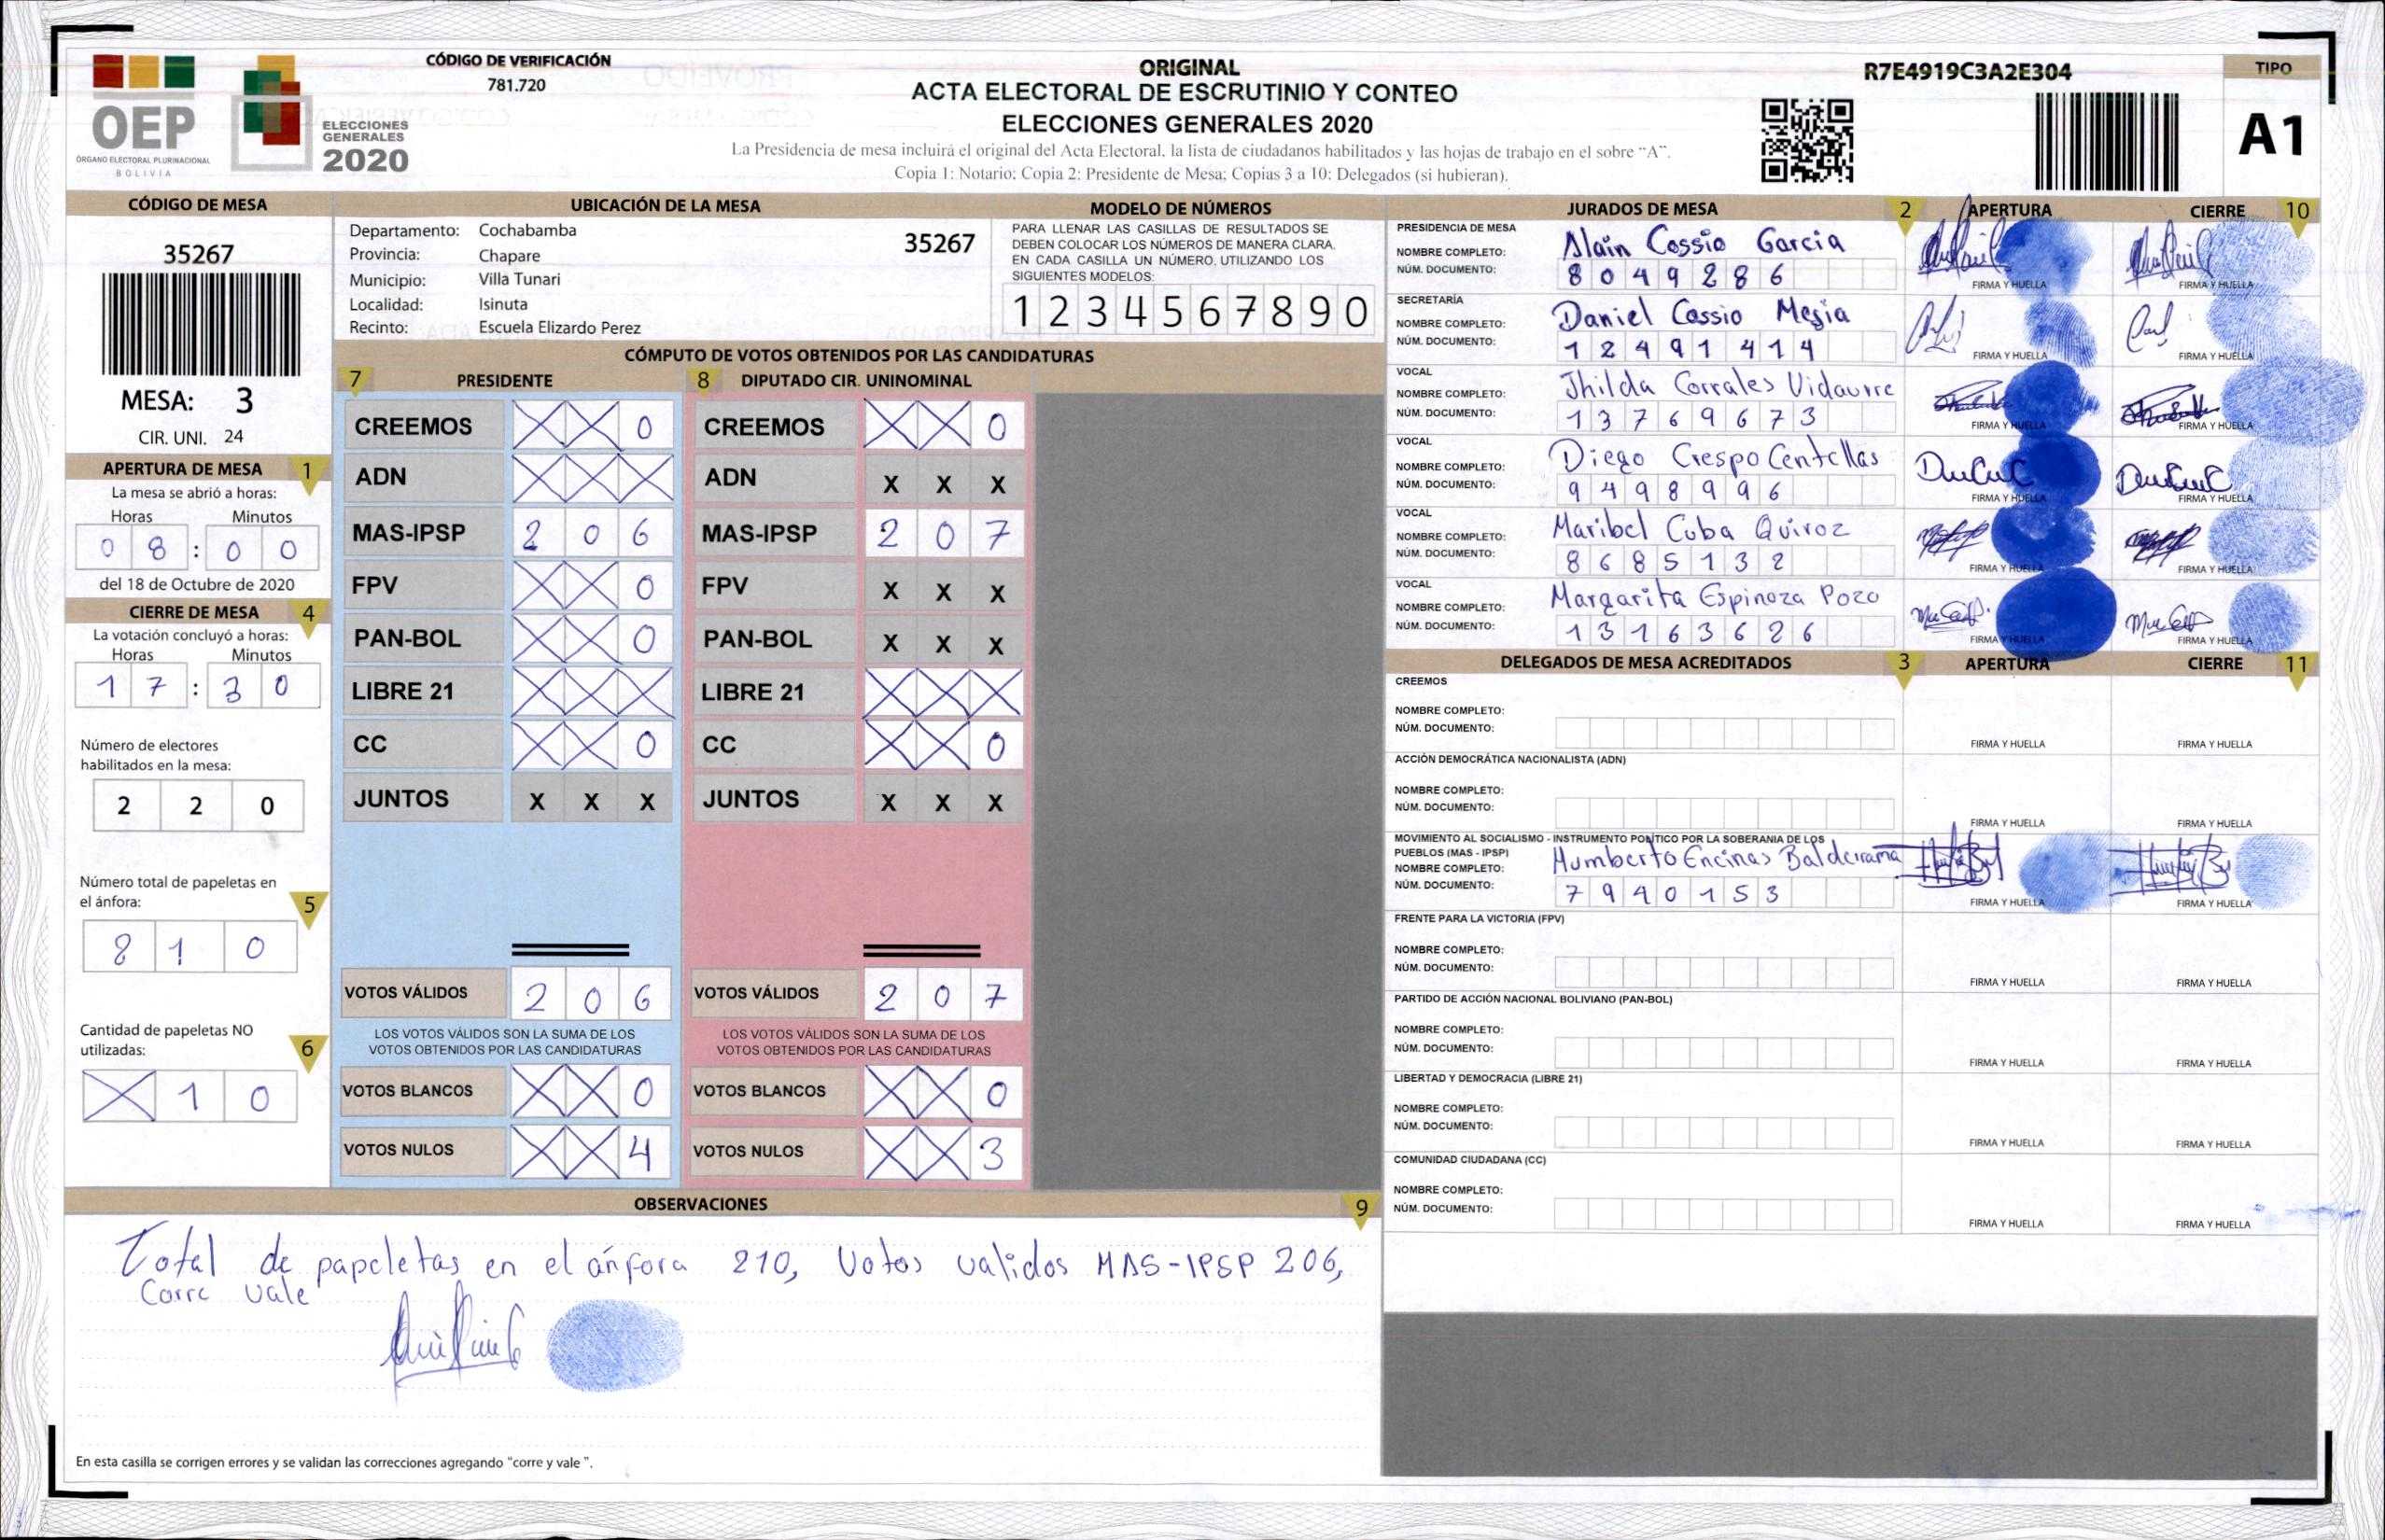 CÓDIGO DE VERIFICACIÓN
781.720
OEP
ÓRGANO ELECTORAL PLURINACIONAL
BOLIVIA
ELECCIONES
GENERALES
2020
ORIGINAL
ACTA ELECTORAL DE ESCRUTINIO Y CONTEO
ELECCIONES GENERALES 2020
La Presidencia de mesa incluirá el original del Acta Electoral, la lista de ciudadanos habilitados y las hojas de trabajo en el sobre "A".
Copia 1: Notario; Copia 2: Presidente de Mesa; Copias 3 a 10: Delegados (si hubieran).
R7E4919C3A2E304
TIPO
A1
CÓDIGO DE MESA
35267
MESA: 3
CIR. UNI. 24
APERTURA DE MESA 1
La mesa se abrió a horas:
Horas Minutos
0 8 : 0 0
del 18 de Octubre de 2020
CIERRE DE MESA 4
La votación concluyó a horas:
Horas Minutos
1 7 : 3 0
Número de electores
habilitados en la mesa:
2 2 0
Número total de papeletas en
el ánfora:
5
2 1 0
Cantidad de papeletas NO
utilizadas:
6
X 1 0
UBICACIÓN DE LA MESA
Departamento: Cochabamba
35267
Provincia: Chapare
Municipio: Villa Tunari
Localidad: Isinuta
Recinto: Escuela Elizardo Perez
MODELO DE NÚMEROS
PARA LLENAR LAS CASILLAS DE RESULTADOS SE
DEBEN COLOCAR LOS NÚMEROS DE MANERA CLARA.
EN CADA CASILLA UN NÚMERO, UTILIZANDO LOS
SIGUIENTES MODELOS:
1 2 3 4 5 6 7 8 9 0
CÓMPUTO DE VOTOS OBTENIDOS POR LAS CANDIDATURAS
7 PRESIDENTE
CREEMOS X X 0
ADN X X X
MAS-IPSP 2 0 6
FPV X X 0
PAN-BOL X X 0
LIBRE 21 X X X
CC X X 0
JUNTOS X X X
VOTOS VÁLIDOS 2 0 6
LOS VOTOS VÁLIDOS SON LA SUMA DE LOS
VOTOS OBTENIDOS POR LAS CANDIDATURAS
VOTOS BLANCOS X X 0
VOTOS NULOS X X 4
8 DIPUTADO CIR. UNINOMINAL
CREEMOS X X 0
ADN X X X
MAS-IPSP 2 0 7
FPV X X X
PAN-BOL X X X
LIBRE 21 X X X
CC X X 0
JUNTOS X X X
VOTOS VÁLIDOS 2 0 7
LOS VOTOS VÁLIDOS SON LA SUMA DE LOS
VOTOS OBTENIDOS POR LAS CANDIDATURAS
VOTOS BLANCOS X X 0
VOTOS NULOS X X 3
OBSERVACIONES 9
Total de papeletas en el ánfora 210, Votos validos MAS-IPSP 206,
Corre vale
En esta casilla se corrigen errores y se validan las correcciones agregando "corre y vale ".
JURADOS DE MESA 2 APERTURA CIERRE 10
PRESIDENCIA DE MESA
NOMBRE COMPLETO: Alain Cossio Garcia
NÚM. DOCUMENTO: 8 0 4 9 2 8 6
FIRMA Y HUELLA FIRMA Y HUELLA
SECRETARÍA
NOMBRE COMPLETO: Daniel Cossio Mejia
NÚM. DOCUMENTO: 1 2 4 9 1 4 1 4
FIRMA Y HUELLA FIRMA Y HUELLA
VOCAL
NOMBRE COMPLETO: Jhilda Corrales Vidaurre
NÚM. DOCUMENTO: 1 3 7 6 9 6 7 3
FIRMA Y HUELLA FIRMA Y HUELLA
VOCAL
NOMBRE COMPLETO: Diego Crespo Centellas
NÚM. DOCUMENTO: 9 4 9 8 9 9 6
FIRMA Y HUELLA FIRMA Y HUELLA
VOCAL
NOMBRE COMPLETO: Maribel Cuba Quiroz
NÚM. DOCUMENTO: 8 6 8 5 1 3 2
FIRMA Y HUELLA FIRMA Y HUELLA
VOCAL
NOMBRE COMPLETO: Margarita Espinoza Pozo
NÚM. DOCUMENTO: 1 3 1 6 3 6 2 6
FIRMA Y HUELLA FIRMA Y HUELLA
DELEGADOS DE MESA ACREDITADOS 3 APERTURA CIERRE 11
CREEMOS
NOMBRE COMPLETO:
NÚM. DOCUMENTO:
FIRMA Y HUELLA FIRMA Y HUELLA
ACCIÓN DEMOCRÁTICA NACIONALISTA (ADN)
NOMBRE COMPLETO:
NÚM. DOCUMENTO:
FIRMA Y HUELLA FIRMA Y HUELLA
MOVIMIENTO AL SOCIALISMO - INSTRUMENTO POLÍTICO POR LA SOBERANIA DE LOS
PUEBLOS (MAS - IPSP)
NOMBRE COMPLETO: Humberto Encinas Balderrama
NÚM. DOCUMENTO: 7 9 4 0 1 5 3
FIRMA Y HUELLA FIRMA Y HUELLA
FRENTE PARA LA VICTORIA (FPV)
NOMBRE COMPLETO:
NÚM. DOCUMENTO:
FIRMA Y HUELLA FIRMA Y HUELLA
PARTIDO DE ACCIÓN NACIONAL BOLIVIANO (PAN-BOL)
NOMBRE COMPLETO:
NÚM. DOCUMENTO:
FIRMA Y HUELLA FIRMA Y HUELLA
LIBERTAD Y DEMOCRACIA (LIBRE 21)
NOMBRE COMPLETO:
NÚM. DOCUMENTO:
FIRMA Y HUELLA FIRMA Y HUELLA
COMUNIDAD CIUDADANA (CC)
NOMBRE COMPLETO:
NÚM. DOCUMENTO:
FIRMA Y HUELLA FIRMA Y HUELLA